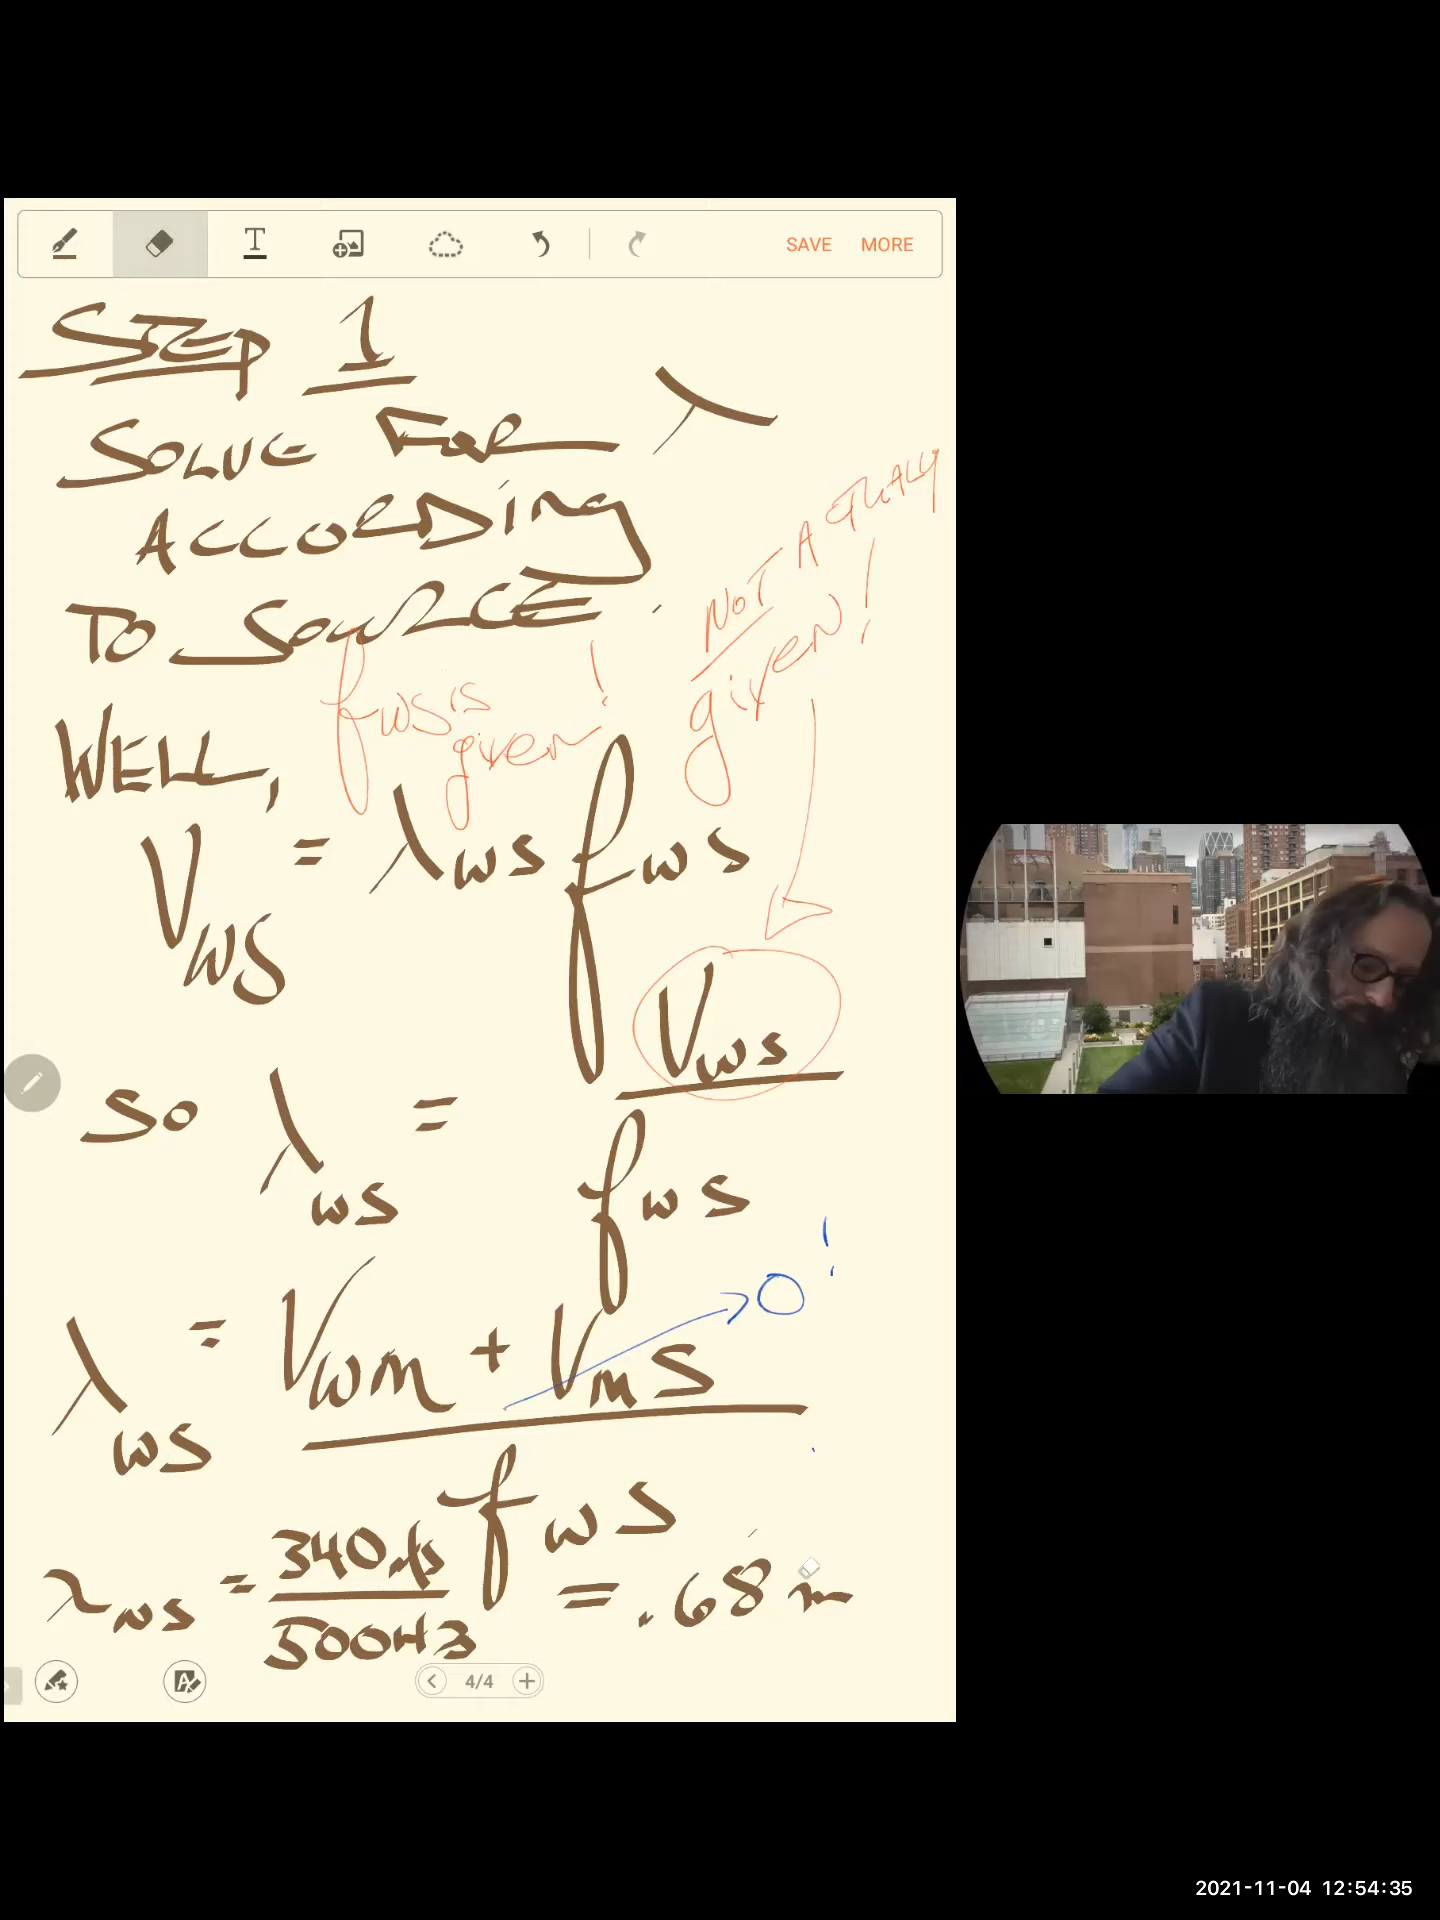 SAVE MORE
STEP 1
SOLVE FOR λ
ACCORDING
TO SOURCE.
NOT ACTUALLY
given!
fws is
given!
WELL,
Vws = λws fws
so λws = Vws / fws
λws = Vwm + Vms / fws
→ 0!
λws = 340 m/s / 500 Hz = .68 m
4/4
2021-11-04 12:54:35